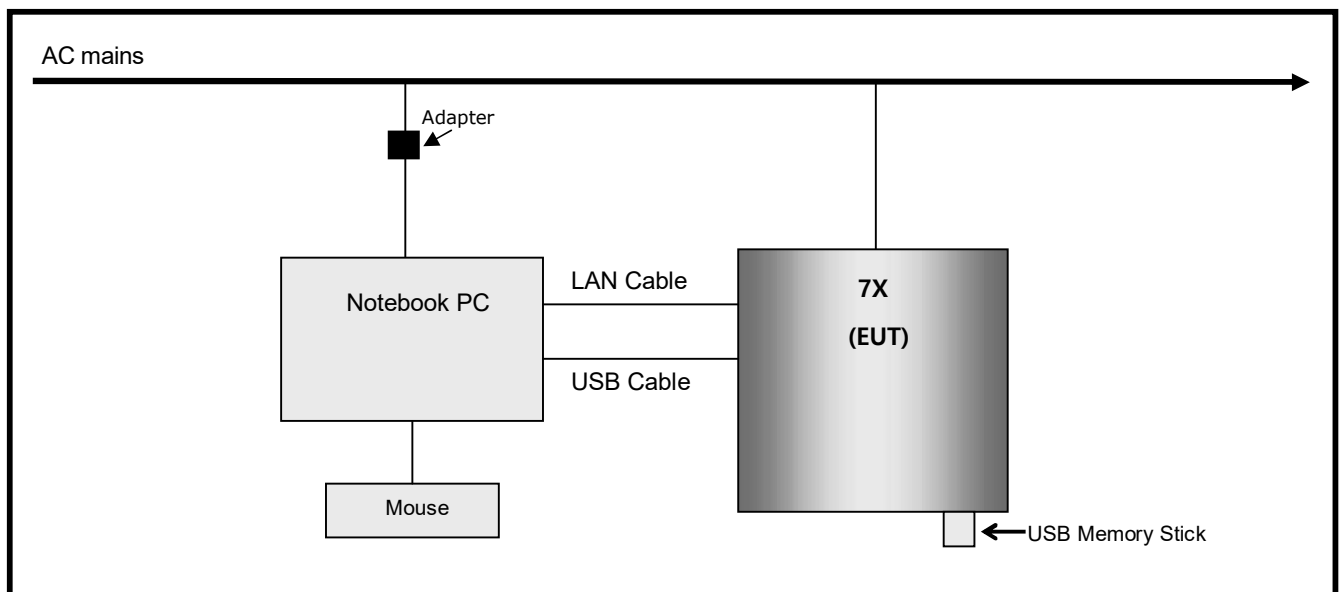 AC mains
Adapter
LAN Cable
Notebook PC
7X
(EUT)
USB Cable
Mouse
USB Memory Stick